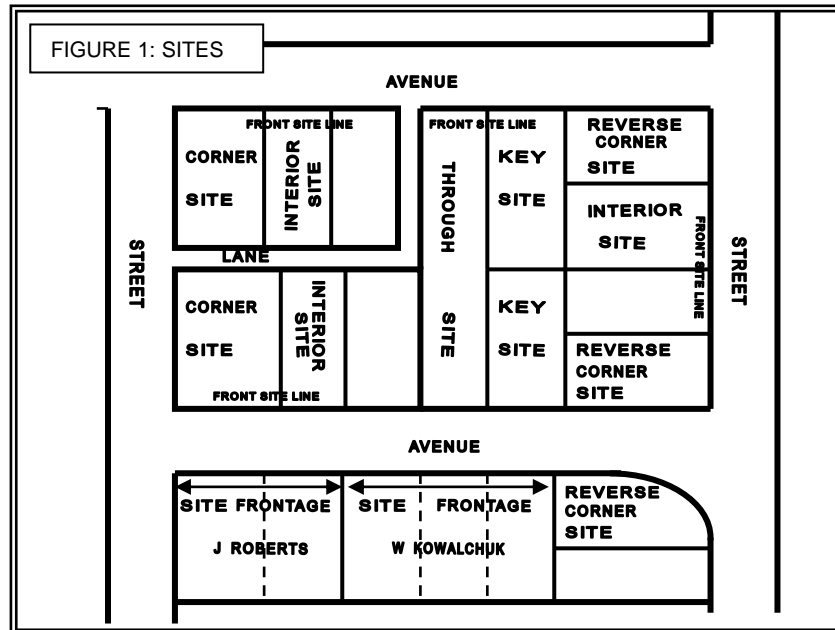 FIGURE 1: SITES
AVENUE
FRONT SITE LINE
FRONT SITE LINE
CORNER
SITE
INTERIOR
SITE
THROUGH
SITE
KEY
SITE
REVERSE
CORNER
SITE
INTERIOR
SITE
FRONT SITE LINE
STREET
STREET
LANE
CORNER
SITE
INTERIOR
SITE
FRONT SITE LINE
KEY
SITE
REVERSE
CORNER
SITE
AVENUE
SITE FRONTAGE
J ROBERTS
SITE FRONTAGE
W KOWALCHUK
REVERSE
CORNER
SITE